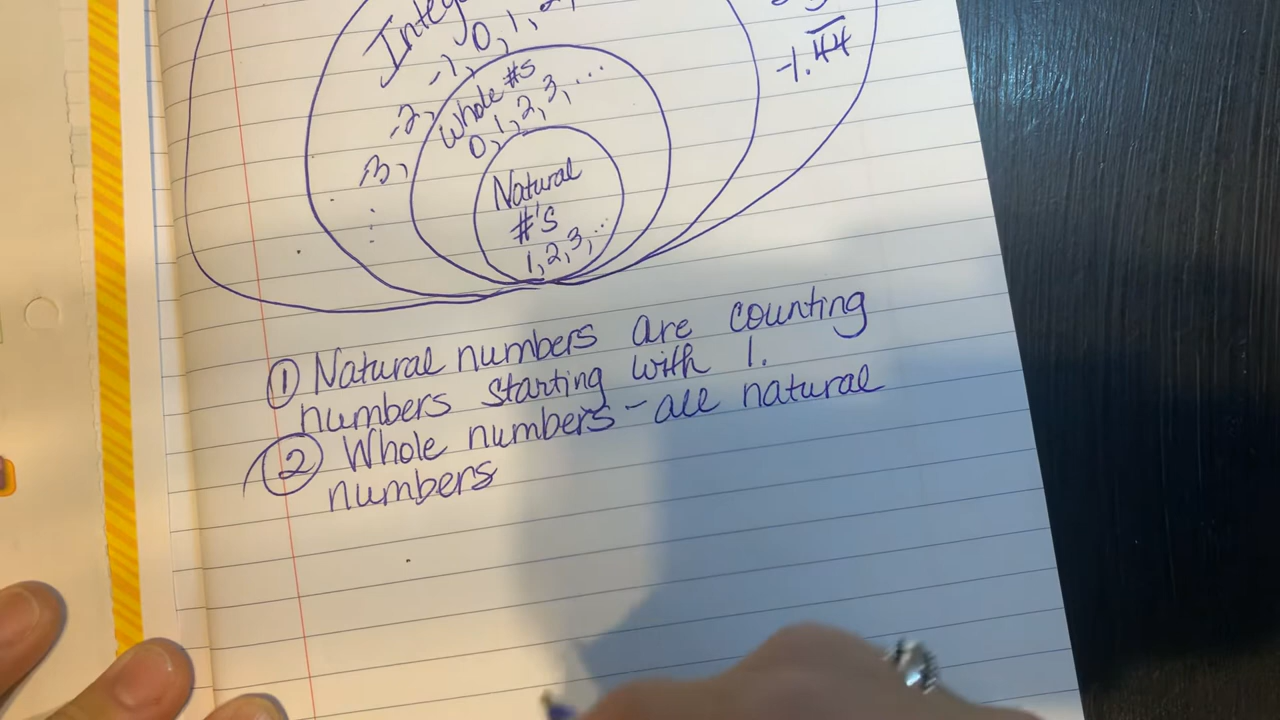 0, 1,
-1,
-1.44
Whole #s
-2,
0, 1, 2, 3, ...
-3,
Natural
#'s
1, 2, 3, ...
① Natural numbers are counting
numbers starting with 1.
② Whole numbers - all natural
numbers